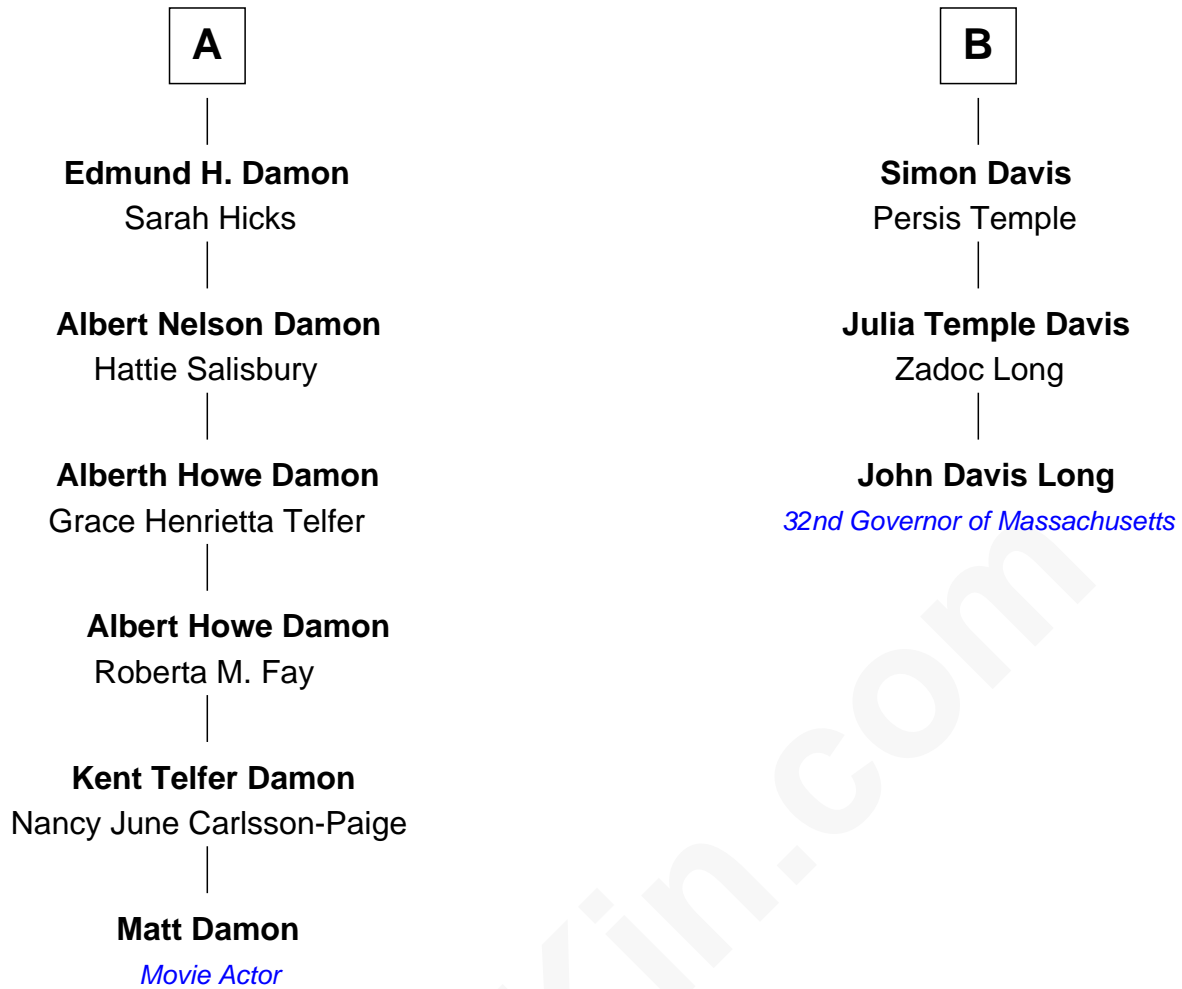 A
Edmund H. Damon
Sarah Hicks
Albert Nelson Damon
Hattie Salisbury
Alberth Howe Damon
Grace Henrietta Telfer
Albert Howe Damon
Roberta M. Fay
Kent Telfer Damon
Nancy June Carlsson-Paige
Matt Damon
Movie Actor
B
Simon Davis
Persis Temple
Julia Temple Davis
Zadoc Long
John Davis Long
32nd Governor of Massachusetts
Kin.com